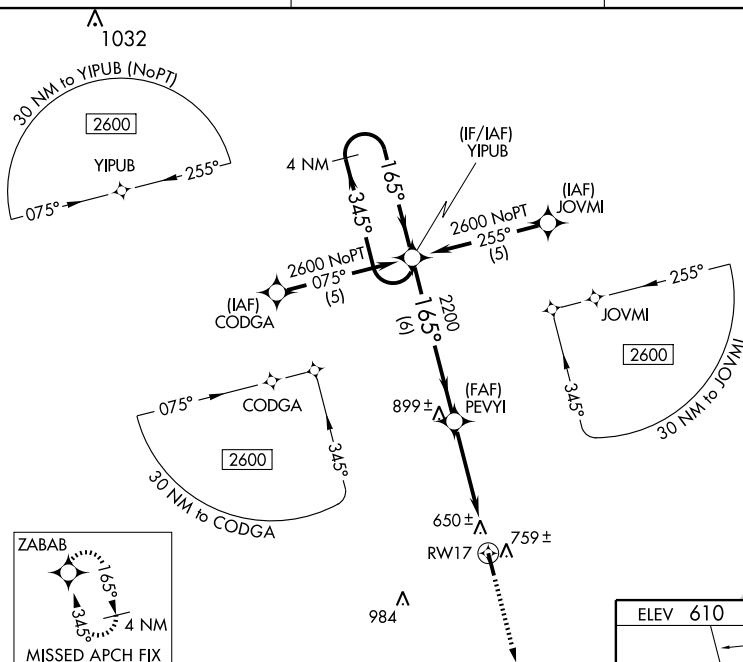 1032
30 NM to YIPUB (NoPT)
2600
YIPUB
075°
255°
4 NM
165°
345°
(IF/IAF)
YIPUB
(IAF)
JOVMI
2600 NoPT
255°
(5)
2600 NoPT
075°
(5)
(IAF)
CODGA
2200
165°
(6)
255°
JOVMI
2600
345°
30 NM to JOVMI
075°
CODGA
345°
2600
30 NM to CODGA
(FAF)
PEVYI
899±
650±
759±
RW17
984
ZABAB
165°
345°
4 NM
MISSED APCH FIX
ELEV 610